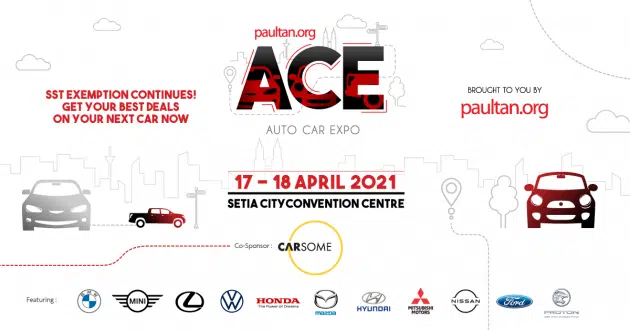 paultan.org
ACE
AUTO CAR EXPO
SST EXEMPTION CONTINUES!
GET YOUR BEST DEALS
ON YOUR NEXT CAR NOW
BROUGHT TO YOU BY
paultan.org
17 – 18 APRIL 2021
SETIA CITY CONVENTION CENTRE
Co-Sponsor : CARSOME
Featuring :
BMW
MINI
LEXUS
HONDA
The Power of Dreams
mazda
HYUNDAI
MITSUBISHI
MOTORS
NISSAN
Ford
PROTON